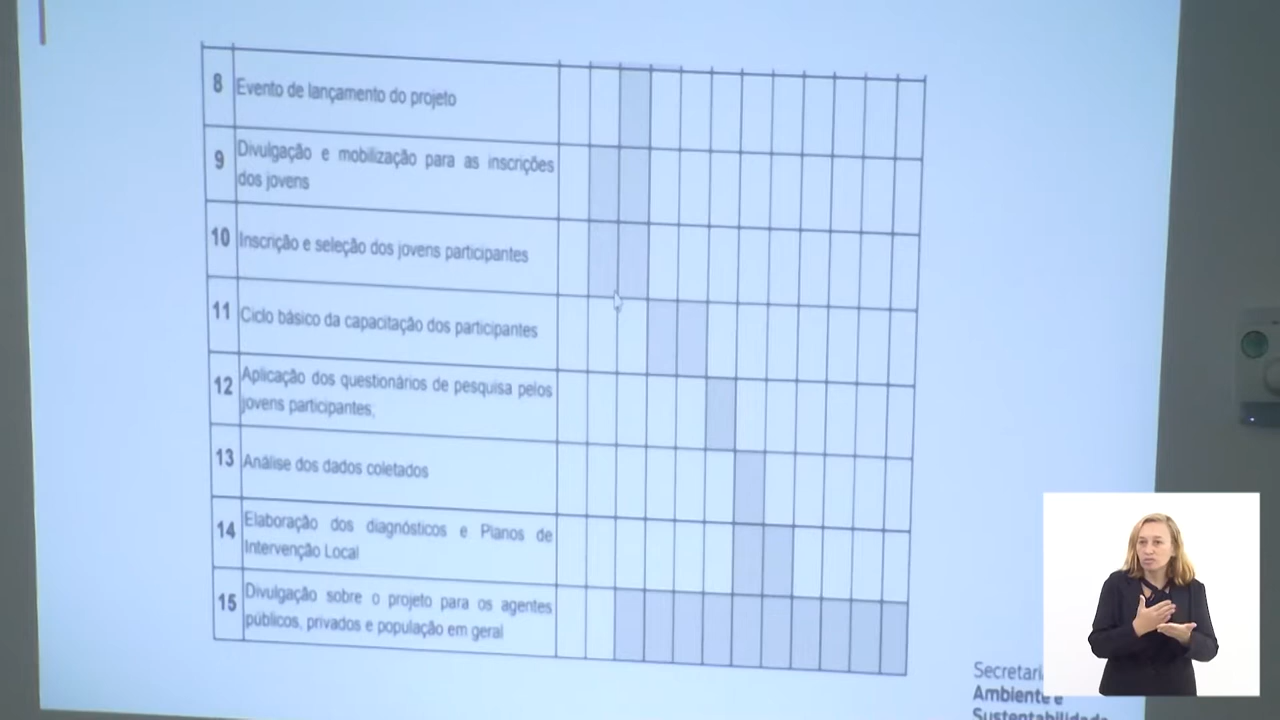 8 Evento de lançamento do projeto
9 Divulgação e mobilização para as inscrições
dos jovens
10 Inscrição e seleção dos jovens participantes
11 Ciclo básico da capacitação dos participantes
12 Aplicação dos questionários de pesquisa pelos
jovens participantes;
13 Análise dos dados coletados
14 Elaboração dos diagnósticos e Planos de
Intervenção Local
15 Divulgação sobre o projeto para os agentes
públicos, privados e população em geral
Ambiente e
Sustentabilidade